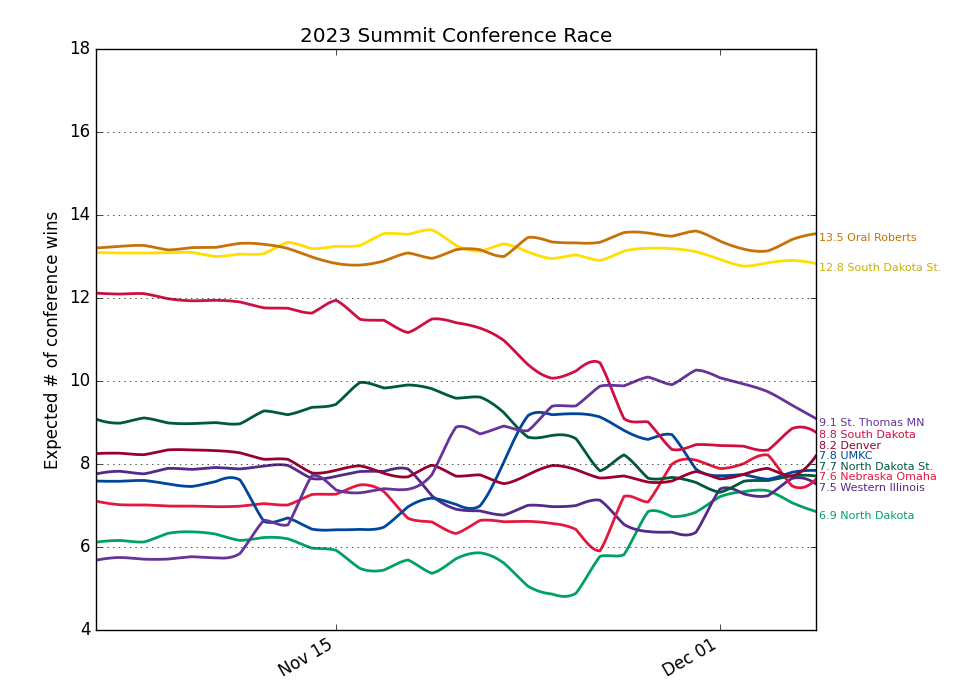 2023 Summit Conference Race
Expected # of conference wins
18
16
14
12
10
8
6
4
Nov 15
Dec 01
13.5 Oral Roberts
12.8 South Dakota St.
9.1 St. Thomas MN
8.8 South Dakota
8.2 Denver
7.8 UMKC
7.7 North Dakota St.
7.6 Nebraska Omaha
7.5 Western Illinois
6.9 North Dakota